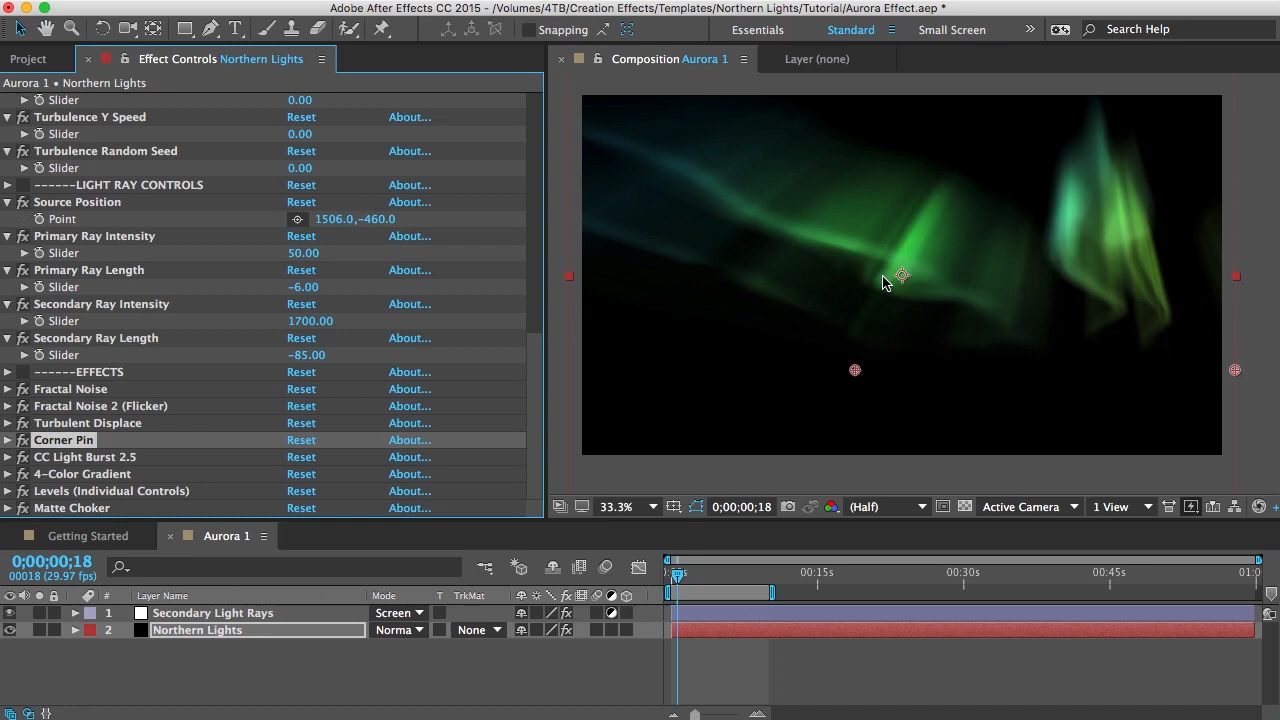 Adobe After Effects CC 2015 - /Volumes/4TB/Creation Effects/Templates/Northern Lights/Tutorial/Aurora Effect.aep *
Snapping
Essentials
Standard
Small Screen
Search Help
Project
Effect Controls Northern Lights
Composition Aurora 1
Layer (none)
Aurora 1 • Northern Lights
Slider 0.00
Turbulence Y Speed Reset About...
Slider 0.00
Turbulence Random Seed Reset About...
Slider 0.00
------LIGHT RAY CONTROLS Reset About...
Source Position Reset About...
Point 1506.0,-460.0
Primary Ray Intensity Reset About...
Slider 50.00
Primary Ray Length Reset About...
Slider -6.00
Secondary Ray Intensity Reset About...
Slider 1700.00
Secondary Ray Length Reset About...
Slider -85.00
------EFFECTS Reset About...
Fractal Noise Reset About...
Fractal Noise 2 (Flicker) Reset About...
Turbulent Displace Reset About...
Corner Pin Reset About...
CC Light Burst 2.5 Reset About...
4-Color Gradient Reset About...
Levels (Individual Controls) Reset About...
Matte Choker Reset About...
33.3% 0;00;00;18 (Half) Active Camera 1 View
Getting Started
Aurora 1
0;00;00;18
00018 (29.97 fps)
00:15s 00:30s 00:45s 01:0
# Layer Name Mode T TrkMat
1 Secondary Light Rays Screen
2 Northern Lights Norma None